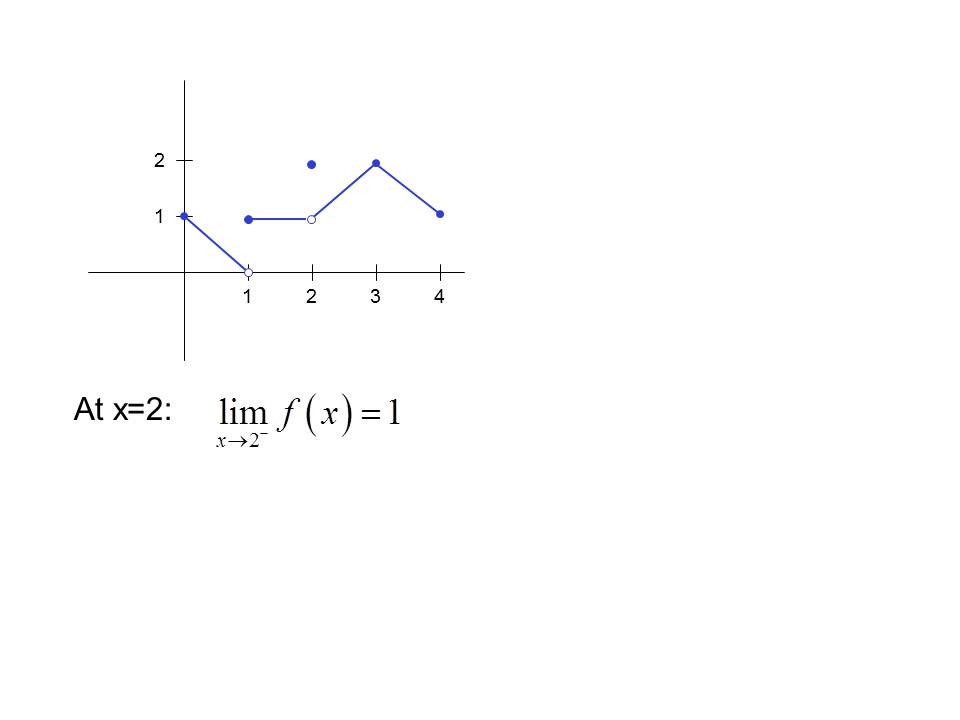 2
1
1 2 3 4
At x=2: lim f(x)=1
x→2⁻